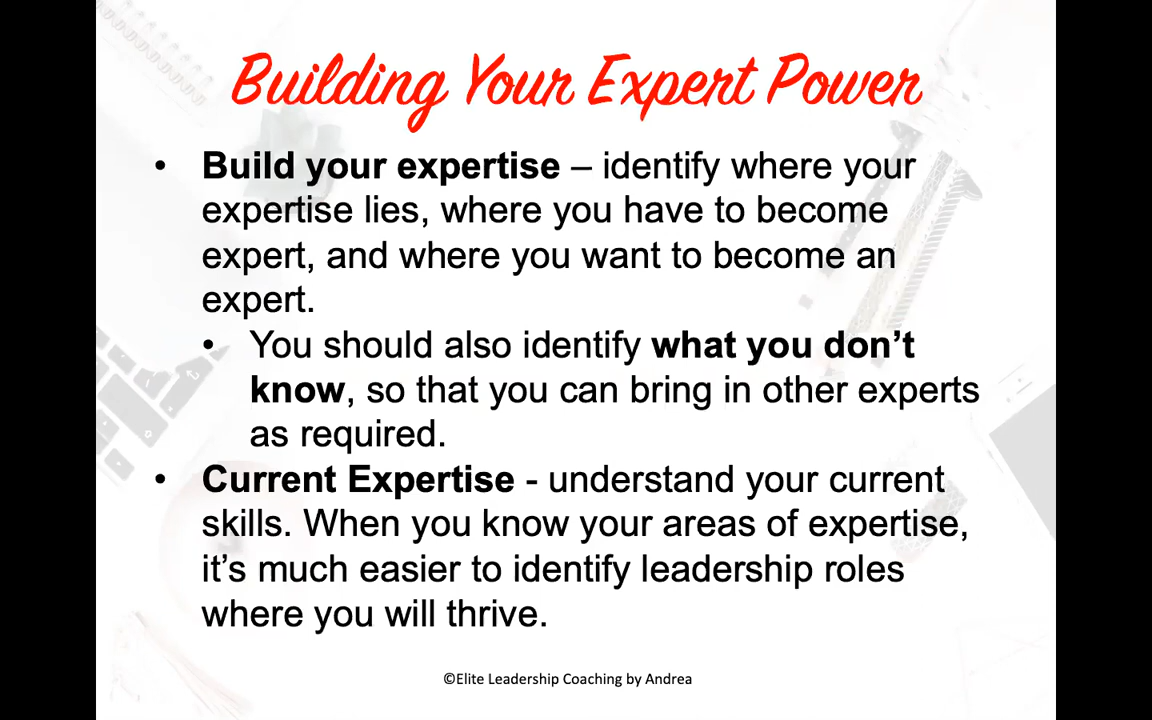 Building Your Expert Power
• Build your expertise – identify where your
expertise lies, where you have to become
expert, and where you want to become an
expert.
• You should also identify what you don’t
know, so that you can bring in other experts
as required.
• Current Expertise - understand your current
skills. When you know your areas of expertise,
it’s much easier to identify leadership roles
where you will thrive.
©Elite Leadership Coaching by Andrea